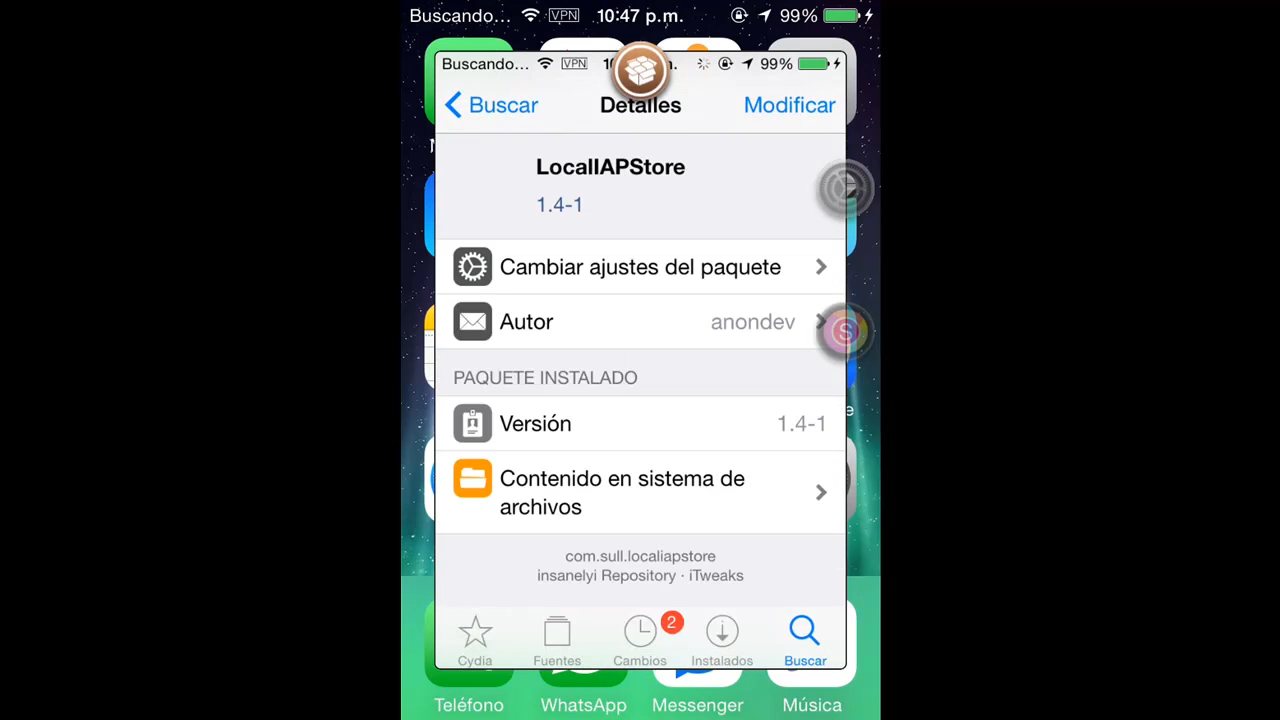 Buscando... VPN 10:47 p.m. 99%
Buscando... VPN 99%
Buscar Detalles Modificar
LocalIAPStore
1.4-1
Cambiar ajustes del paquete
Autor anondev
PAQUETE INSTALADO
Versión 1.4-1
Contenido en sistema de
archivos
com.sull.localiapstore
insanelyi Repository · iTweaks
2
Cydia Fuentes Cambios Instalados Buscar
Teléfono WhatsApp Messenger Música